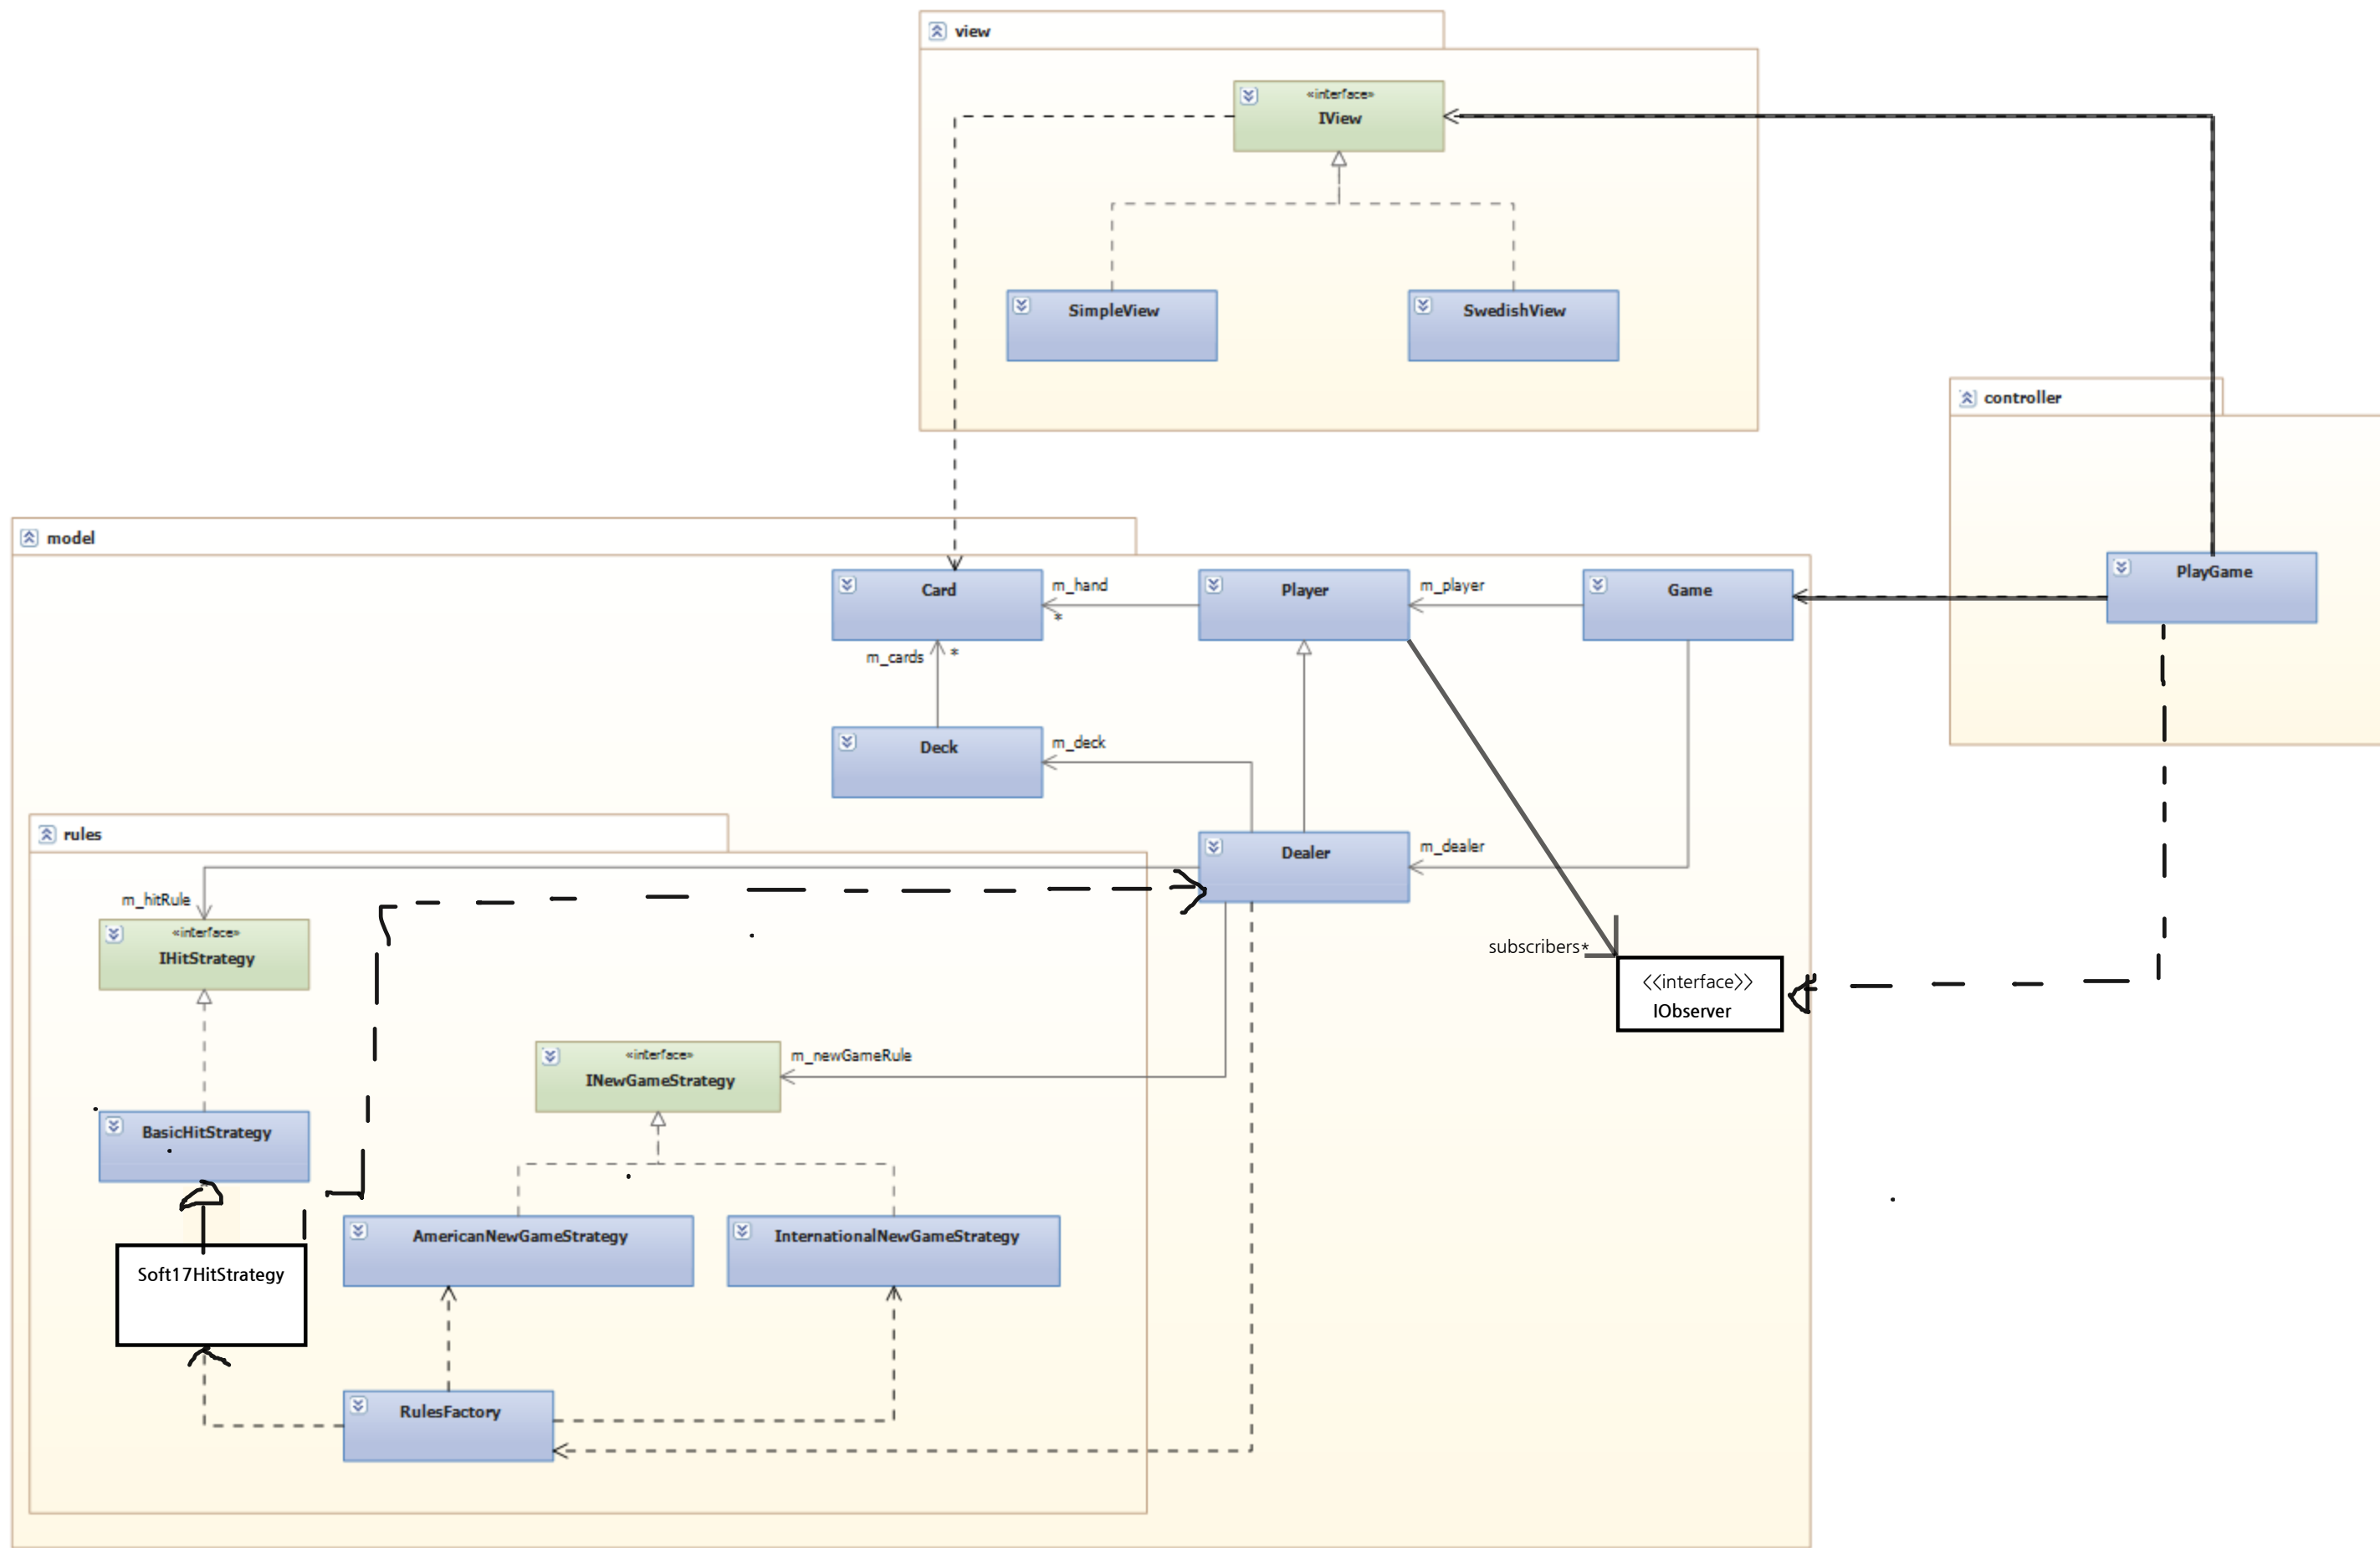 view
«interface»
IView
SimpleView
SwedishView
controller
PlayGame
model
Card
m_hand
*
Player
m_player
Game
m_cards
*
Deck
m_deck
rules
Dealer
m_dealer
m_hitRule
«interface»
IHitStrategy
subscribers*
<<interface>>
IObserver
«interface»
INewGameStrategy
m_newGameRule
BasicHitStrategy
AmericanNewGameStrategy
InternationalNewGameStrategy
Soft17HitStrategy
RulesFactory